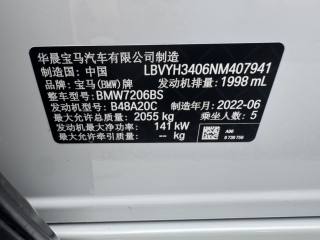 华晨宝马汽车有限公司制造
制造国：中国 LBVYH3406NM407941
品牌：宝马(BMW)牌 发动机排量：1998 mL
整车型号：BMW7206BS
发动机型号：B48A20C 制造年月：2022-06
最大允许总质量：2055 kg 乘坐人数：5
发动机最大净功率：141 kW
最大允许牵引质量：-- kg
A96